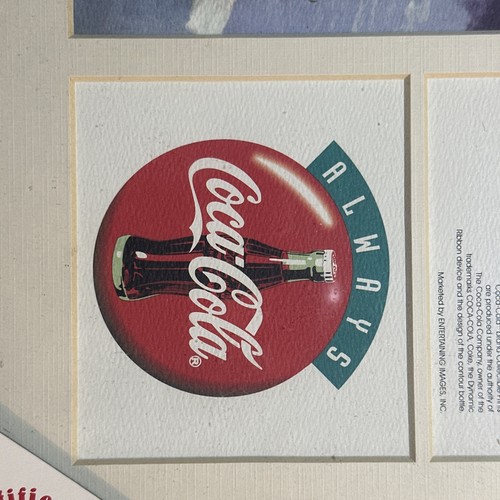 ALWAYS
Coca-Cola®
are produced under the authority of
The Coca-Cola Company, owner of the
trademarks COCA-COLA, Coke, the Dynamic
Ribbon device and the design of the contour bottle.
Marketed by ENTERTAINING IMAGES, INC.